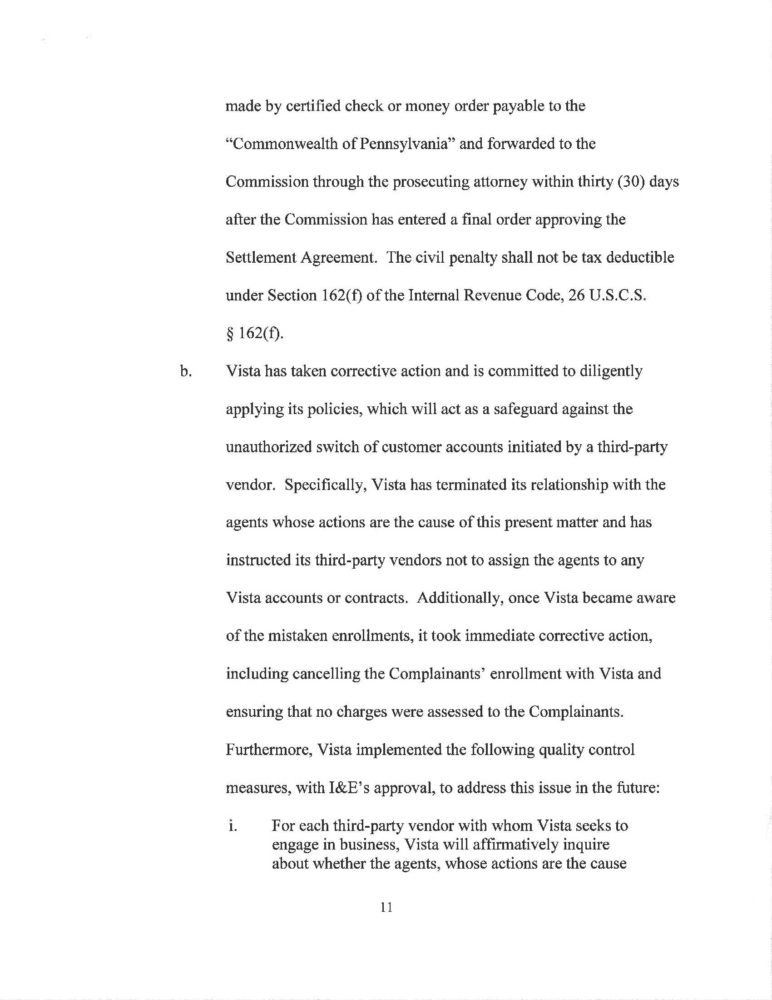 made by certified check or money order payable to the
“Commonwealth of Pennsylvania” and forwarded to the
Commission through the prosecuting attorney within thirty (30) days
after the Commission has entered a final order approving the
Settlement Agreement.  The civil penalty shall not be tax deductible
under Section 162(f) of the Internal Revenue Code, 26 U.S.C.S.
§ 162(f).
b. Vista has taken corrective action and is committed to diligently
applying its policies, which will act as a safeguard against the
unauthorized switch of customer accounts initiated by a third-party
vendor.  Specifically, Vista has terminated its relationship with the
agents whose actions are the cause of this present matter and has
instructed its third-party vendors not to assign the agents to any
Vista accounts or contracts.  Additionally, once Vista became aware
of the mistaken enrollments, it took immediate corrective action,
including cancelling the Complainants’ enrollment with Vista and
ensuring that no charges were assessed to the Complainants.
Furthermore, Vista implemented the following quality control
measures, with I&E’s approval, to address this issue in the future:
i. For each third-party vendor with whom Vista seeks to
engage in business, Vista will affirmatively inquire
about whether the agents, whose actions are the cause
11